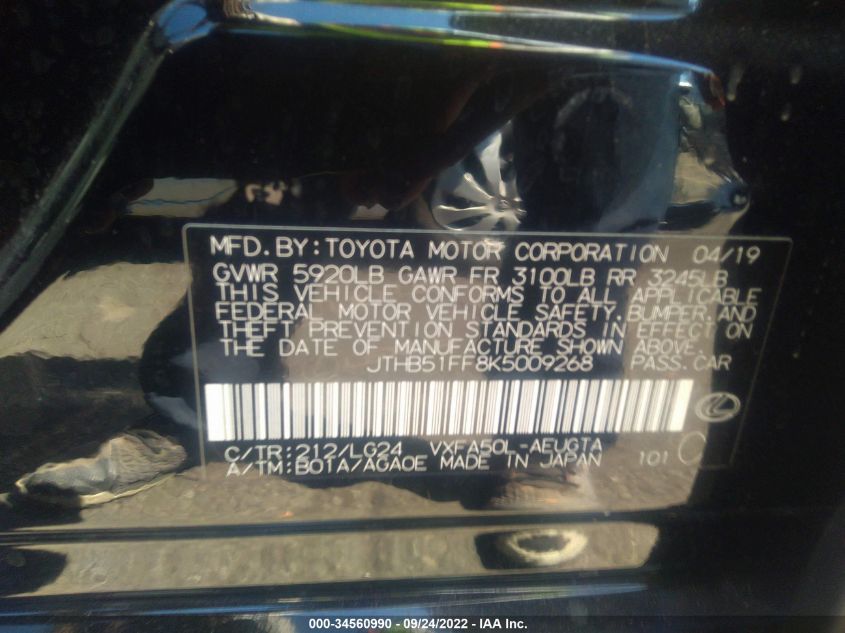 MFD. BY: TOYOTA MOTOR CORPORATION 04/19
GVWR 5920LB GAWR FR 3100LB RR 3245LB
THIS VEHICLE CONFORMS TO ALL APPLICABLE
FEDERAL MOTOR VEHICLE SAFETY, BUMPER, AND
THEFT PREVENTION STANDARDS IN EFFECT ON
THE DATE OF MANUFACTURE SHOWN ABOVE.
JTHB51FF8K5009268 PASS. CAR
C/TR: 212/LG24 VXFA50L-AEUGTA
A/TM: B01A/AGA0E MADE IN JAPAN 101
000-34560990 - 09/24/2022 - © IAA, Inc.